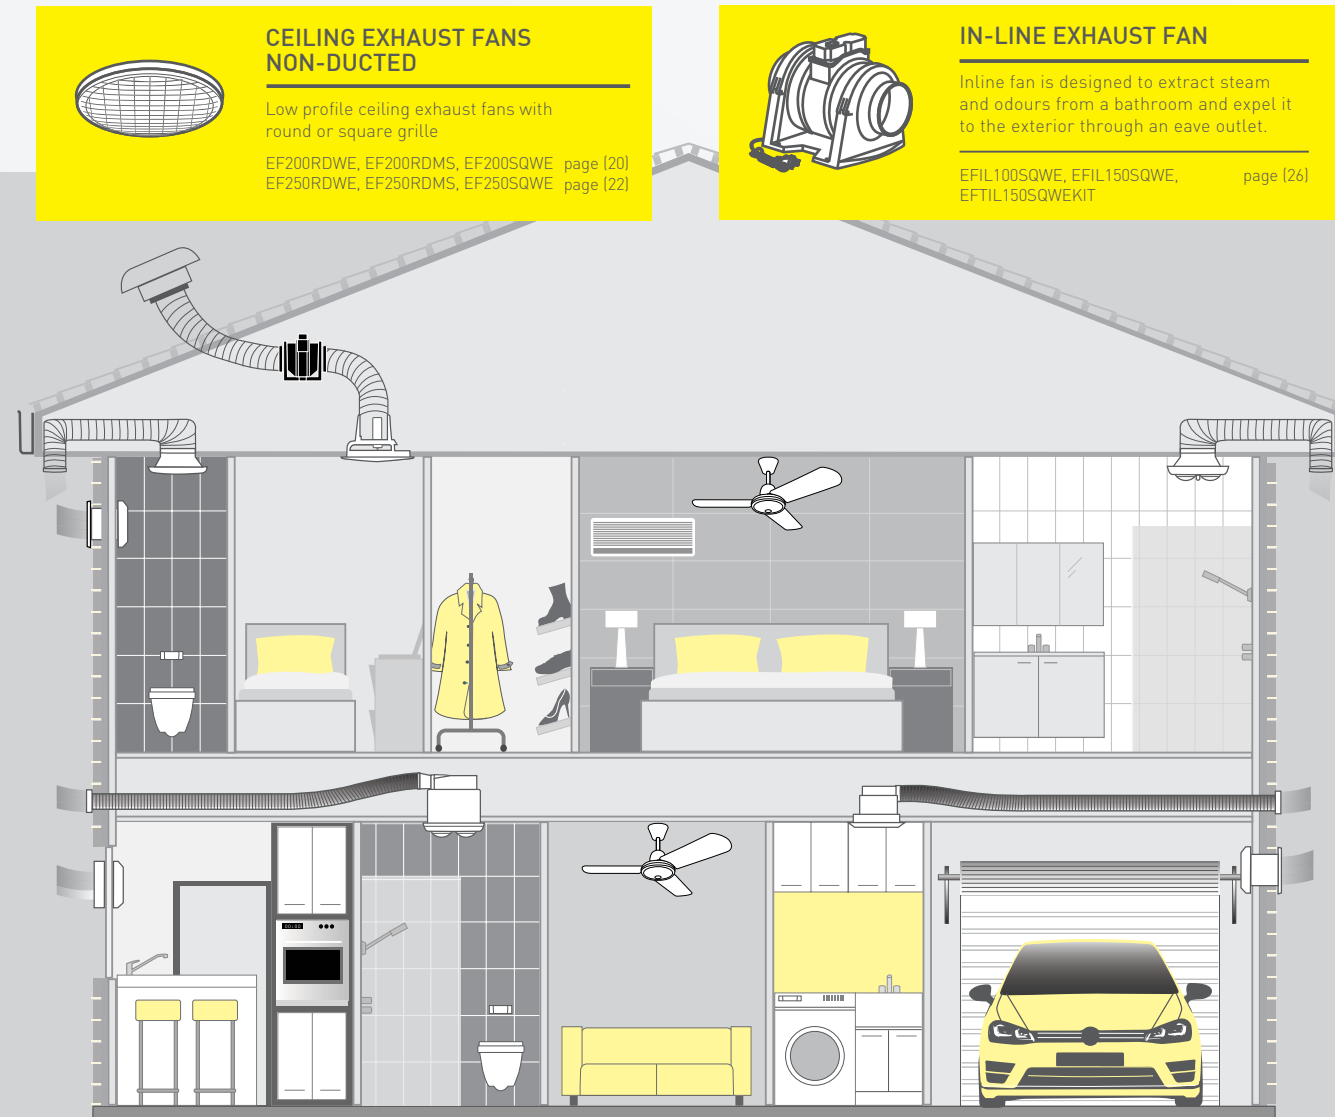 CEILING EXHAUST FANS
NON-DUCTED
Low profile ceiling exhaust fans with
round or square grille
EF200RDWE, EF200RDMS, EF200SQWE page (20)
EF250RDWE, EF250RDMS, EF250SQWE page (22)
IN-LINE EXHAUST FAN
Inline fan is designed to extract steam
and odours from a bathroom and expel it
to the exterior through an eave outlet.
EFIL100SQWE, EFIL150SQWE, page (26)
EFTIL150SQWEKIT
00:00